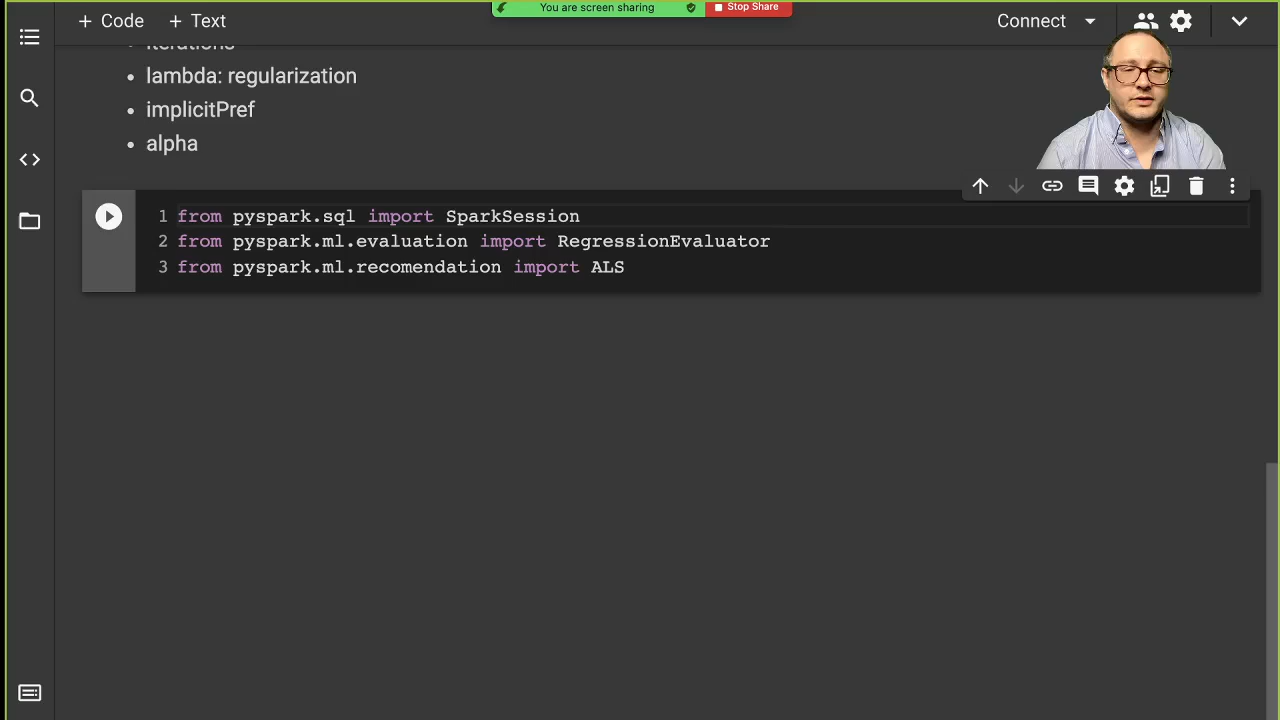 You are screen sharing Stop Share
+ Code + Text Connect
iterations
lambda: regularization
implicitPref
alpha
1 from pyspark.sql import SparkSession
2 from pyspark.ml.evaluation import RegressionEvaluator
3 from pyspark.ml.recomendation import ALS